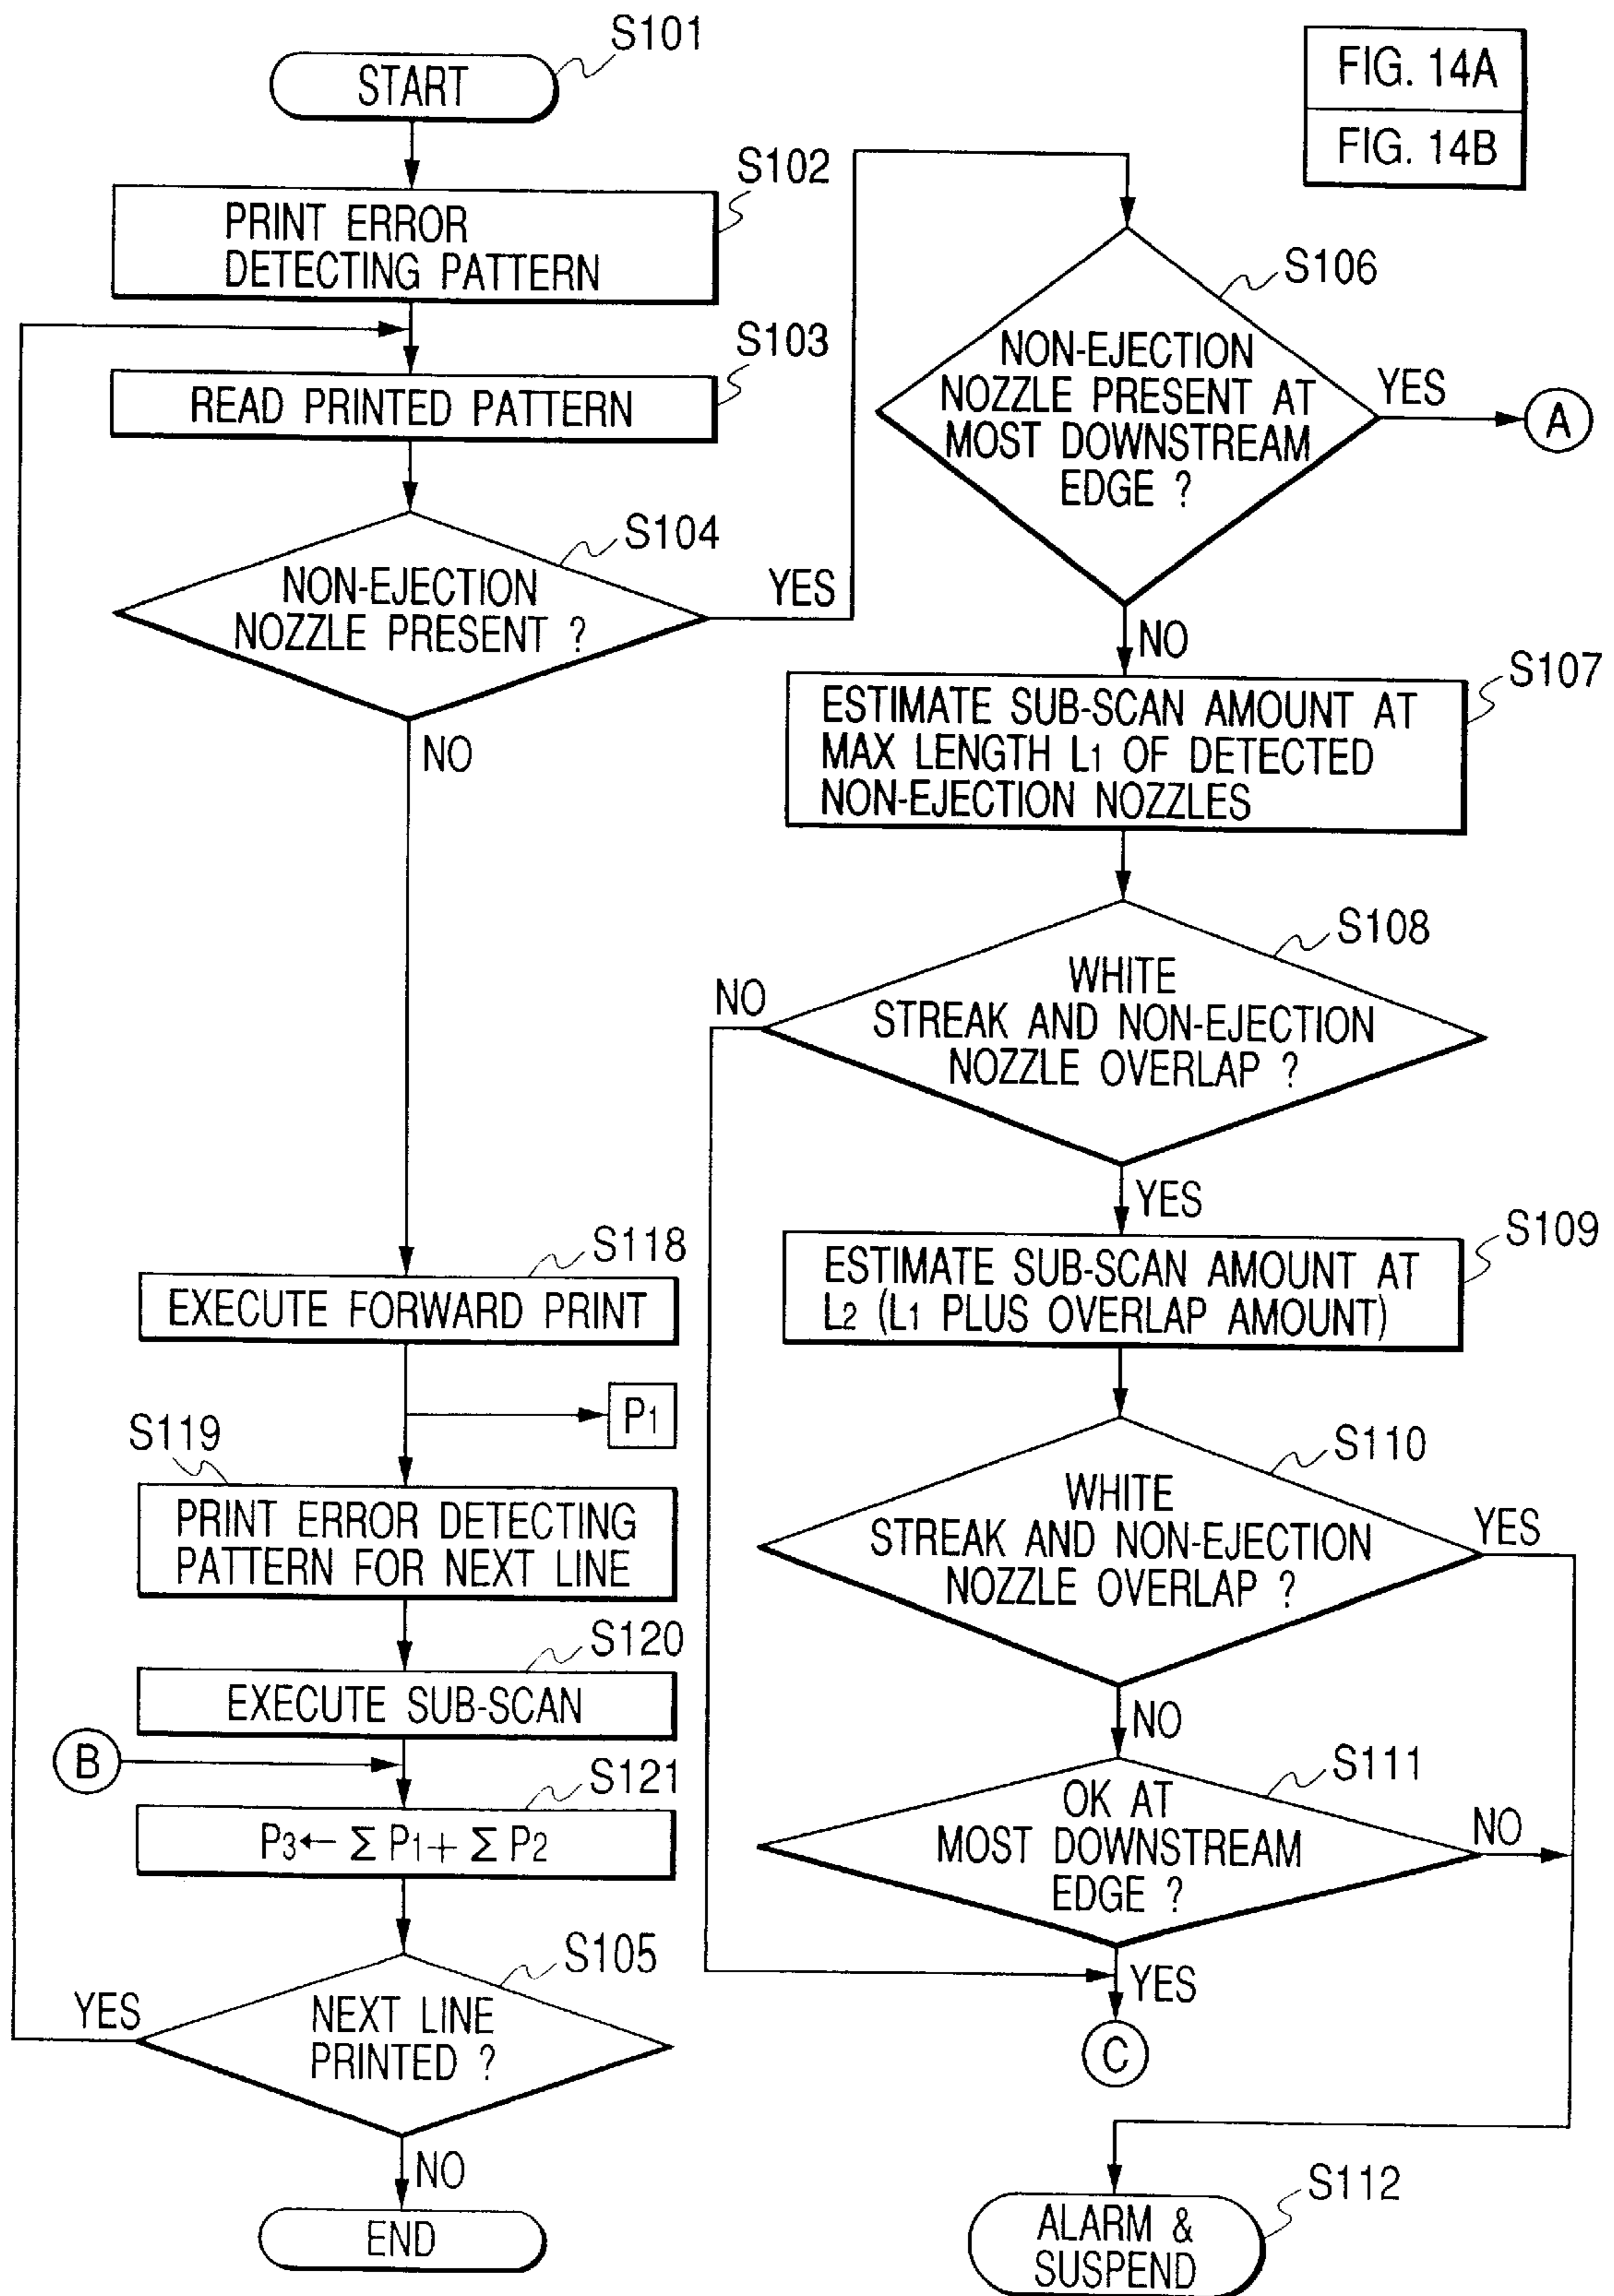 FIG. 14A
FIG. 14B
S101
START
S102
PRINT ERROR
DETECTING PATTERN
S103
READ PRINTED PATTERN
S104
NON-EJECTION
NOZZLE PRESENT ?
YES
NO
S118
EXECUTE FORWARD PRINT
P1
S119
PRINT ERROR DETECTING
PATTERN FOR NEXT LINE
S120
EXECUTE SUB-SCAN
B
S121
P3← Σ P1+ Σ P2
S105
NEXT LINE
PRINTED ?
YES
NO
END
S106
NON-EJECTION
NOZZLE PRESENT AT
MOST DOWNSTREAM
EDGE ?
YES
A
NO
S107
ESTIMATE SUB-SCAN AMOUNT AT
MAX LENGTH L1 OF DETECTED
NON-EJECTION NOZZLES
S108
WHITE
STREAK AND NON-EJECTION
NOZZLE OVERLAP ?
NO
YES
S109
ESTIMATE SUB-SCAN AMOUNT AT
L2 (L1 PLUS OVERLAP AMOUNT)
S110
WHITE
STREAK AND NON-EJECTION
NOZZLE OVERLAP ?
YES
NO
S111
OK AT
MOST DOWNSTREAM
EDGE ?
NO
YES
C
S112
ALARM &
SUSPEND